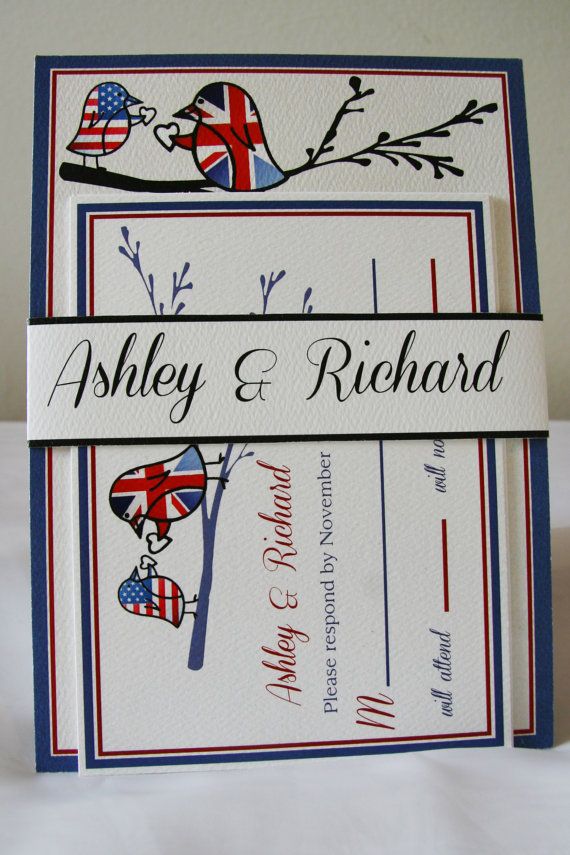 Ashley & Richard
Ashley & Richard
Please respond by November
M
will attend
will no